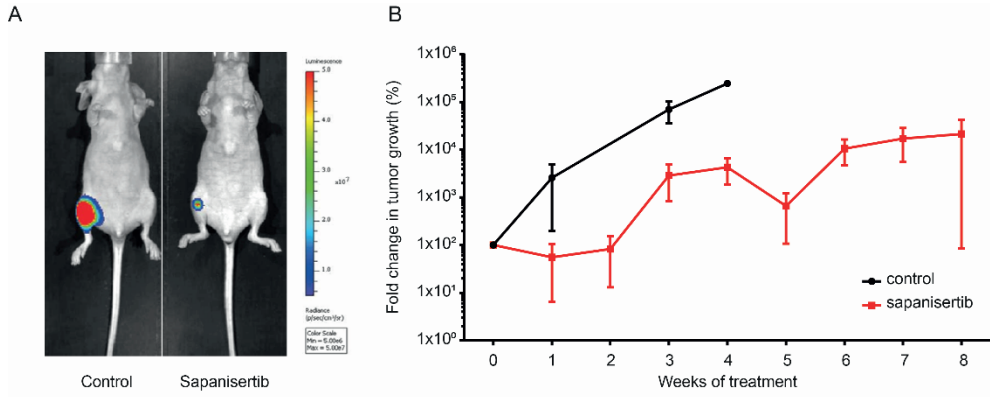 A
Luminescence
5.0
4.0
3.0
x10⁷
2.0
1.0
Radiance
(p/sec/cm²/sr)
Color Scale
Min = 5.00e6
Max = 5.00e7
Control
Sapanisertib
B
Fold change in tumor growth (%)
1x10⁶
1x10⁵
1x10⁴
1x10³
1x10²
1x10¹
1x10⁰
control
sapanisertib
0 1 2 3 4 5 6 7 8
Weeks of treatment